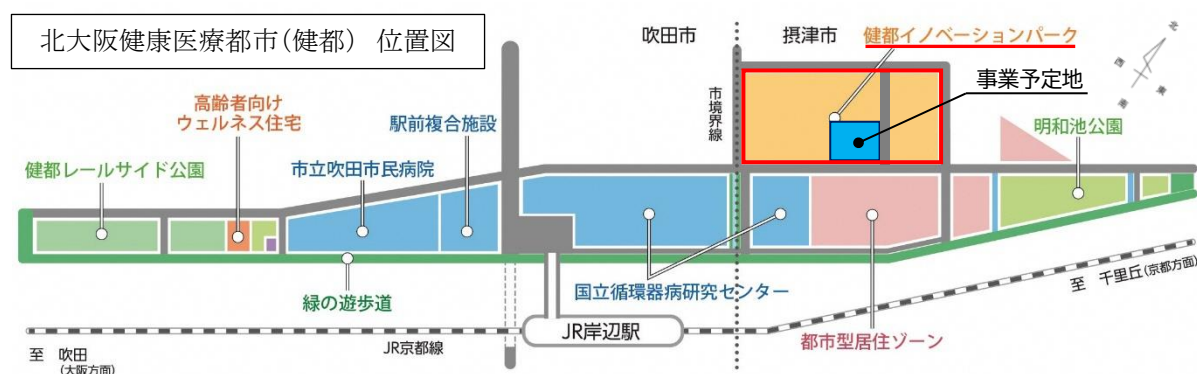 北大阪健康医療都市(健都) 位置図
吹田市
摂津市
健都イノベーションパーク
事業予定地
市境界線
高齢者向け
ウェルネス住宅
駅前複合施設
明和池公園
健都レールサイド公園
市立吹田市民病院
緑の遊歩道
国立循環器病研究センター
都市型居住ゾーン
至 千里丘(京都方面)
JR岸辺駅
JR京都線
至 吹田
(大阪方面)
北
西
東
南